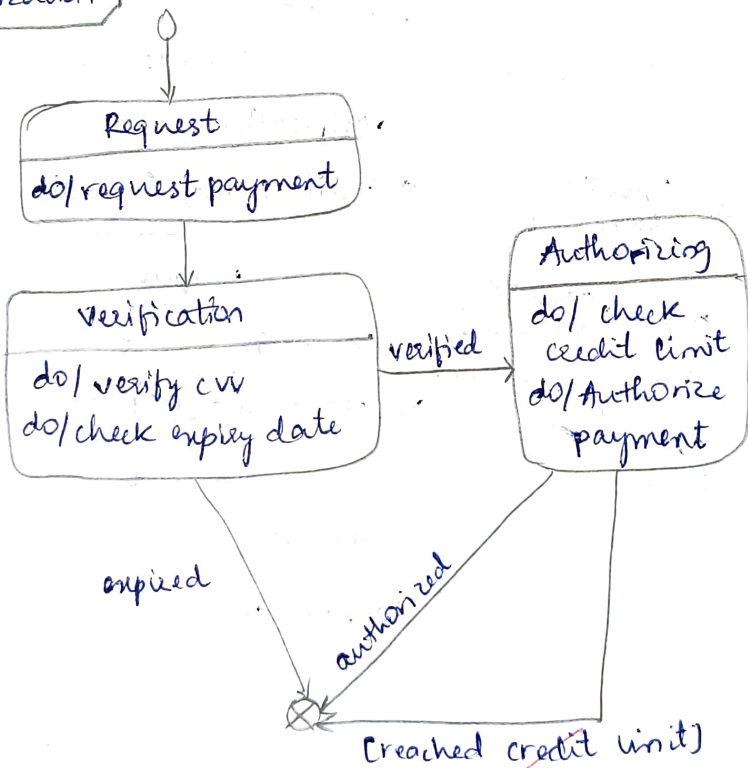 Request
do/request payment
Verification
do/ verify cvv
do/check expiry date
verified
Authorizing
do/ check
credit limit
do/Authorize
payment
expired
authorized
[reached credit limit]